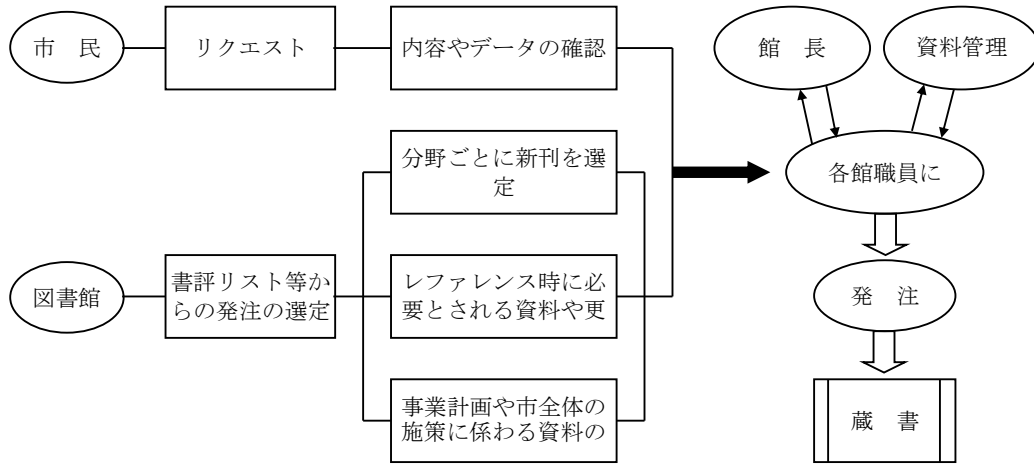 市　民
リクエスト
内容やデータの確認
館　長
資料管理
分野ごとに新刊を選
定
各館職員に
図書館
書評リスト等か
らの発注の選定
レファレンス時に必
要とされる資料や更
発　注
事業計画や市全体の
施策に係わる資料の
蔵　書